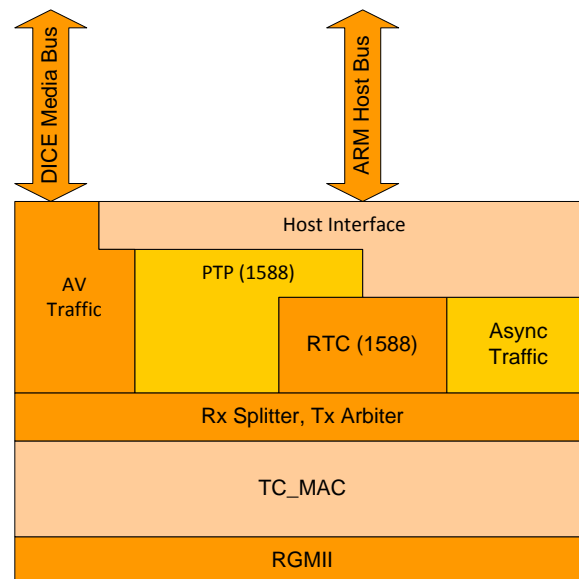 DICE Media Bus
ARM Host Bus
Host Interface
AV
Traffic
PTP (1588)
RTC (1588)
Async
Traffic
Rx Splitter, Tx Arbiter
TC_MAC
RGMII